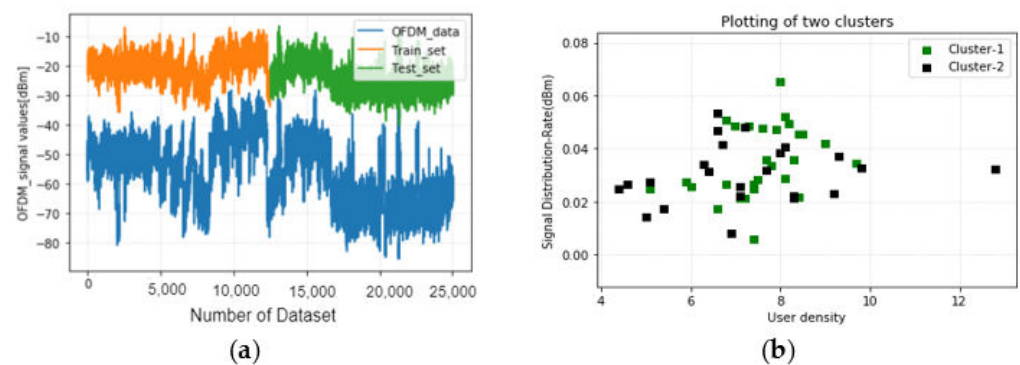 OFDM_data
Train_set
Test_set
-10
-20
-30
-40
-50
-60
-70
-80
OFDM_signal values[dBm]
0
5,000
10,000
15,000
20,000
25,000
Number of Dataset
(a)
Plotting of two clusters
Cluster-1
Cluster-2
0.08
0.06
0.04
0.02
0.00
Signal Distribution-Rate(dBm)
4
6
8
10
12
User density
(b)